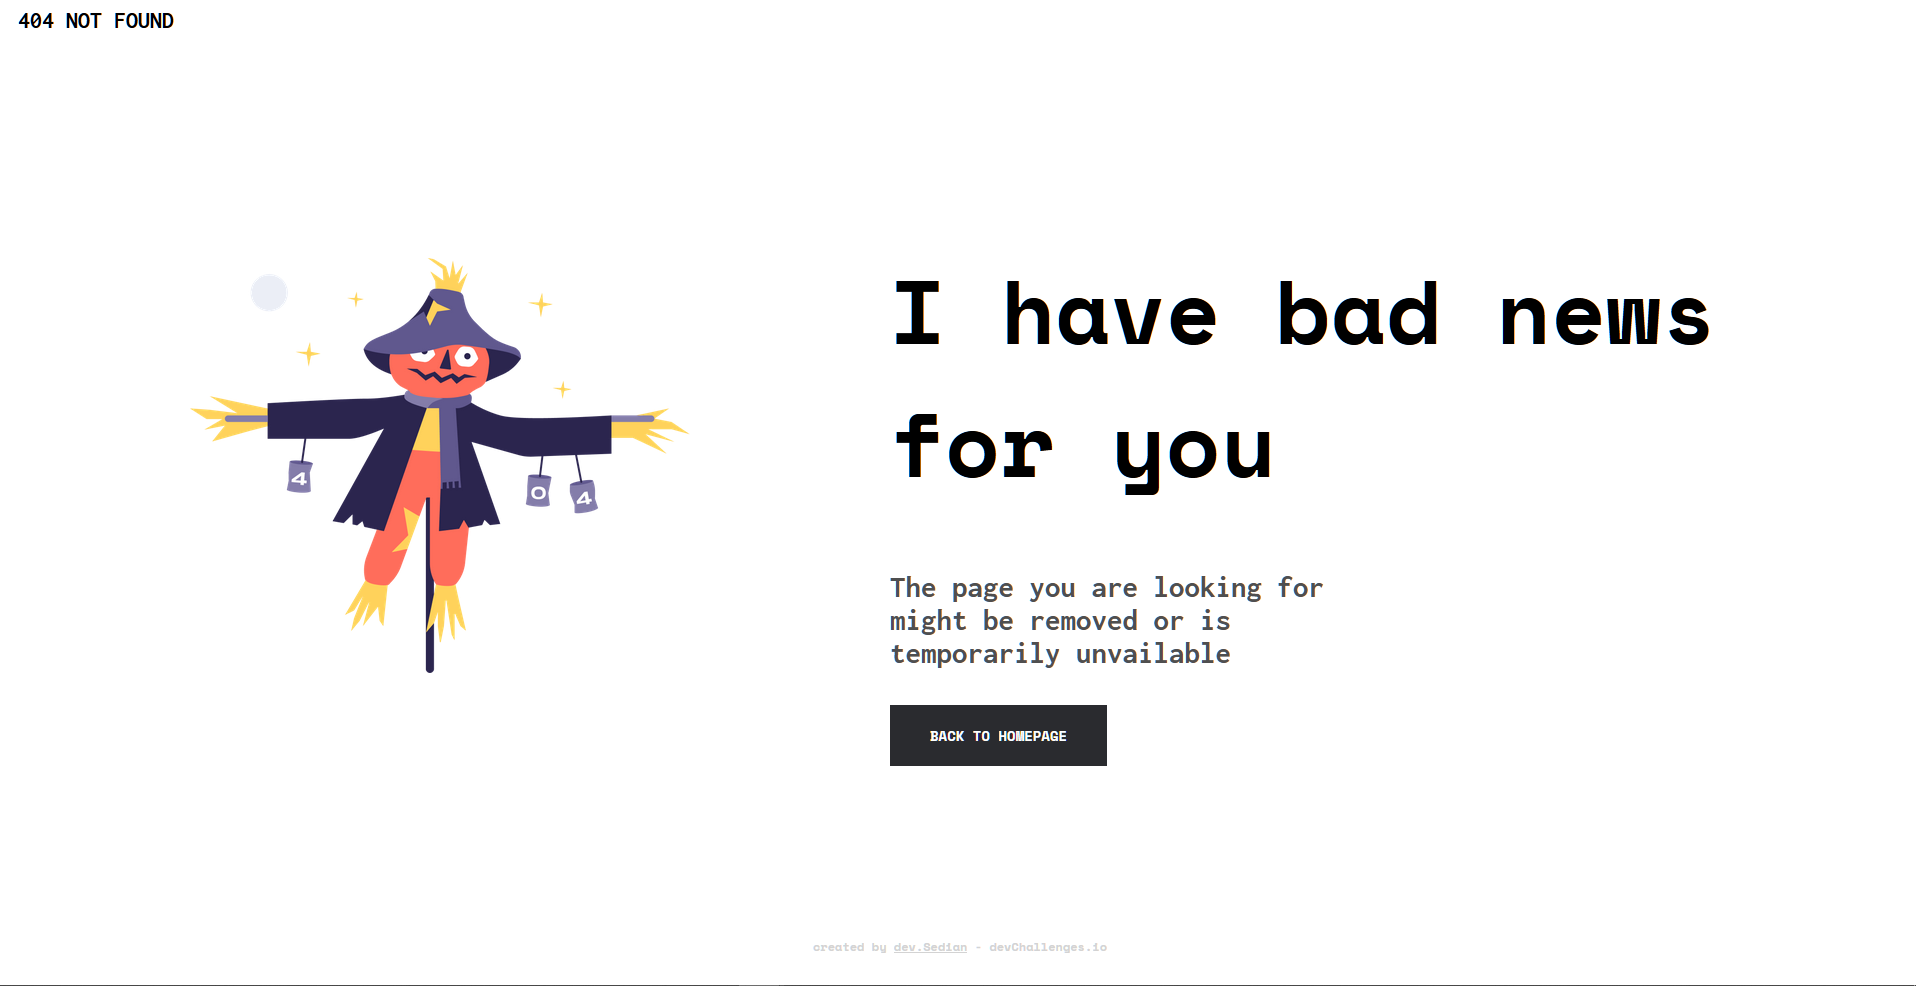 404 NOT FOUND
I have bad news
for you
4
0
4
The page you are looking for
might be removed or is
temporarily unvailable
BACK TO HOMEPAGE
created by dev.Sedian - devChallenges.io